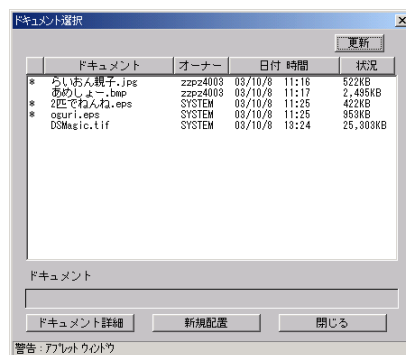 ドキュメント選択
更新
ドキュメント オーナー 日付 時間 状況
* らいおん親子.jpg zzpz4003 03/10/8 11:16 522KB
あめしょー.bmp zzpz4003 03/10/8 11:17 2,495KB
* 2匹でねんね.eps SYSTEM 03/10/8 11:25 422KB
* oguri.eps SYSTEM 03/10/8 11:25 953KB
DSMagic.tif SYSTEM 03/10/8 13:24 25,303KB
ドキュメント
ドキュメント詳細 新規配置 閉じる
警告 : アプレット ウィンドウ